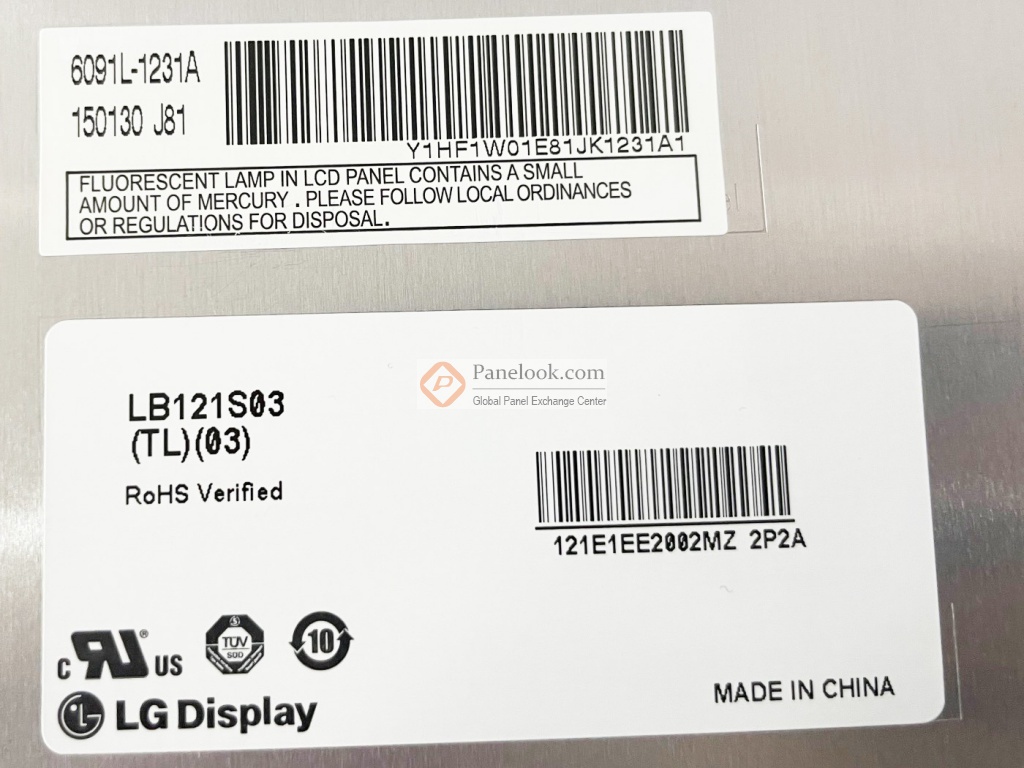 6091L-1231A
150130 J81
Y1HF1W01E81JK1231A1
FLUORESCENT LAMP IN LCD PANEL CONTAINS A SMALL
AMOUNT OF MERCURY . PLEASE FOLLOW LOCAL ORDINANCES
OR REGULATIONS FOR DISPOSAL.
Panelook.com
Global Panel Exchange Center
LB121S03
(TL)(03)
RoHS Verified
121E1EE2002MZ 2P2A
c RU ® US
TÜV
SÜD
10
LG Display
MADE IN CHINA